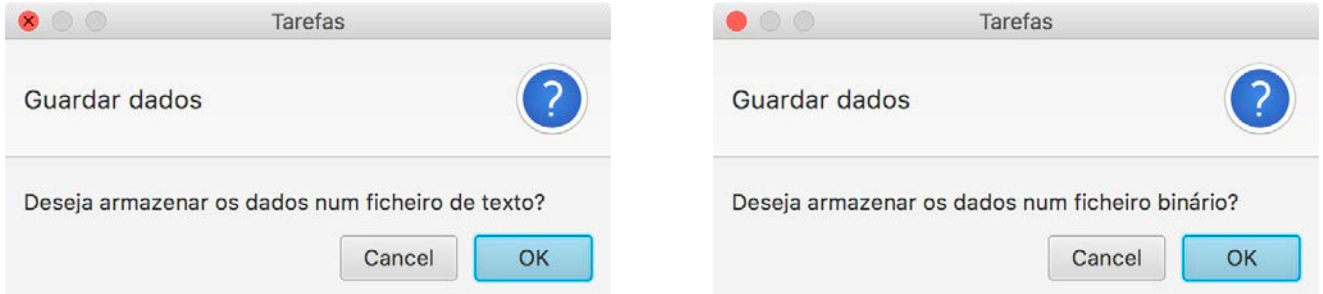 Tarefas
Guardar dados
?
Deseja armazenar os dados num ficheiro de texto?
Cancel
OK
Tarefas
Guardar dados
?
Deseja armazenar os dados num ficheiro binário?
Cancel
OK